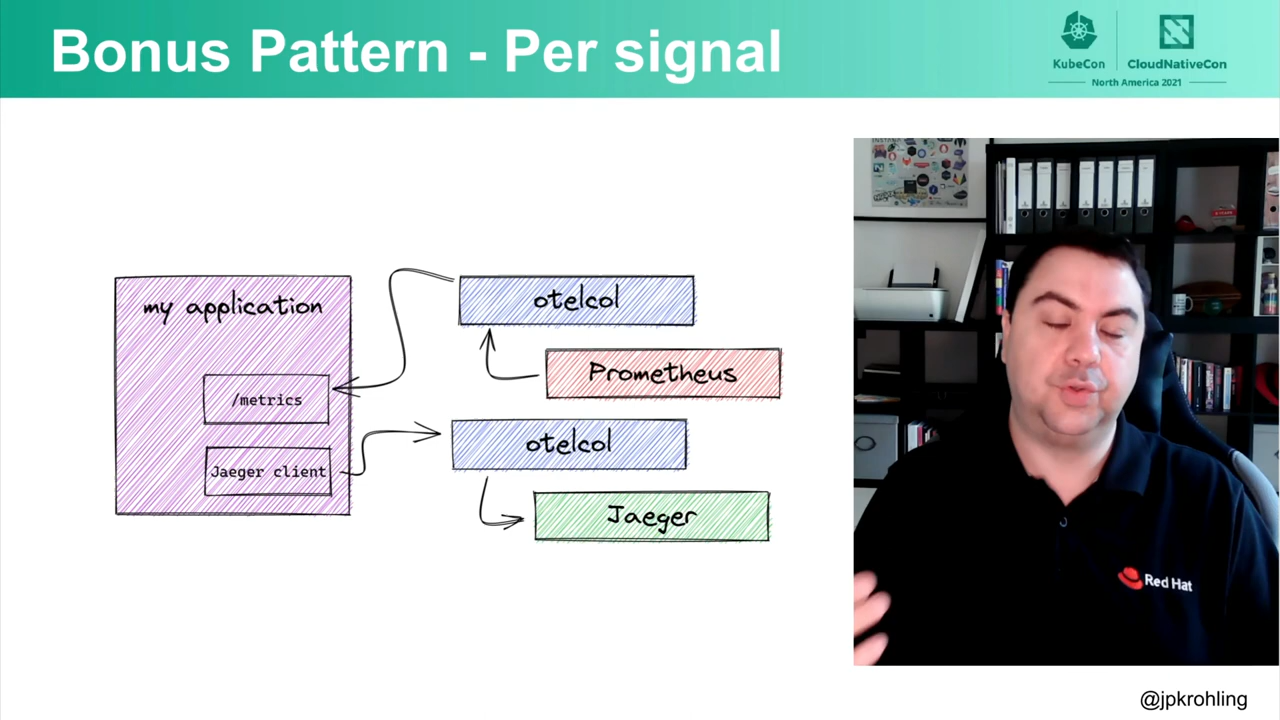 Bonus Pattern - Per signal
KubeCon
CloudNativeCon
North America 2021
my application
/metrics
Jaeger client
otelcol
Prometheus
otelcol
Jaeger
Red Hat
@jpkrohling